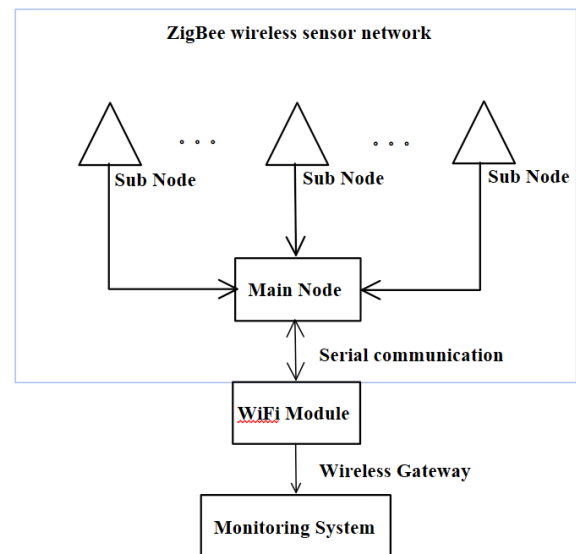 ZigBee wireless sensor network
Sub Node
Sub Node
Sub Node
Main Node
Serial communication
WiFi Module
Wireless Gateway
Monitoring System